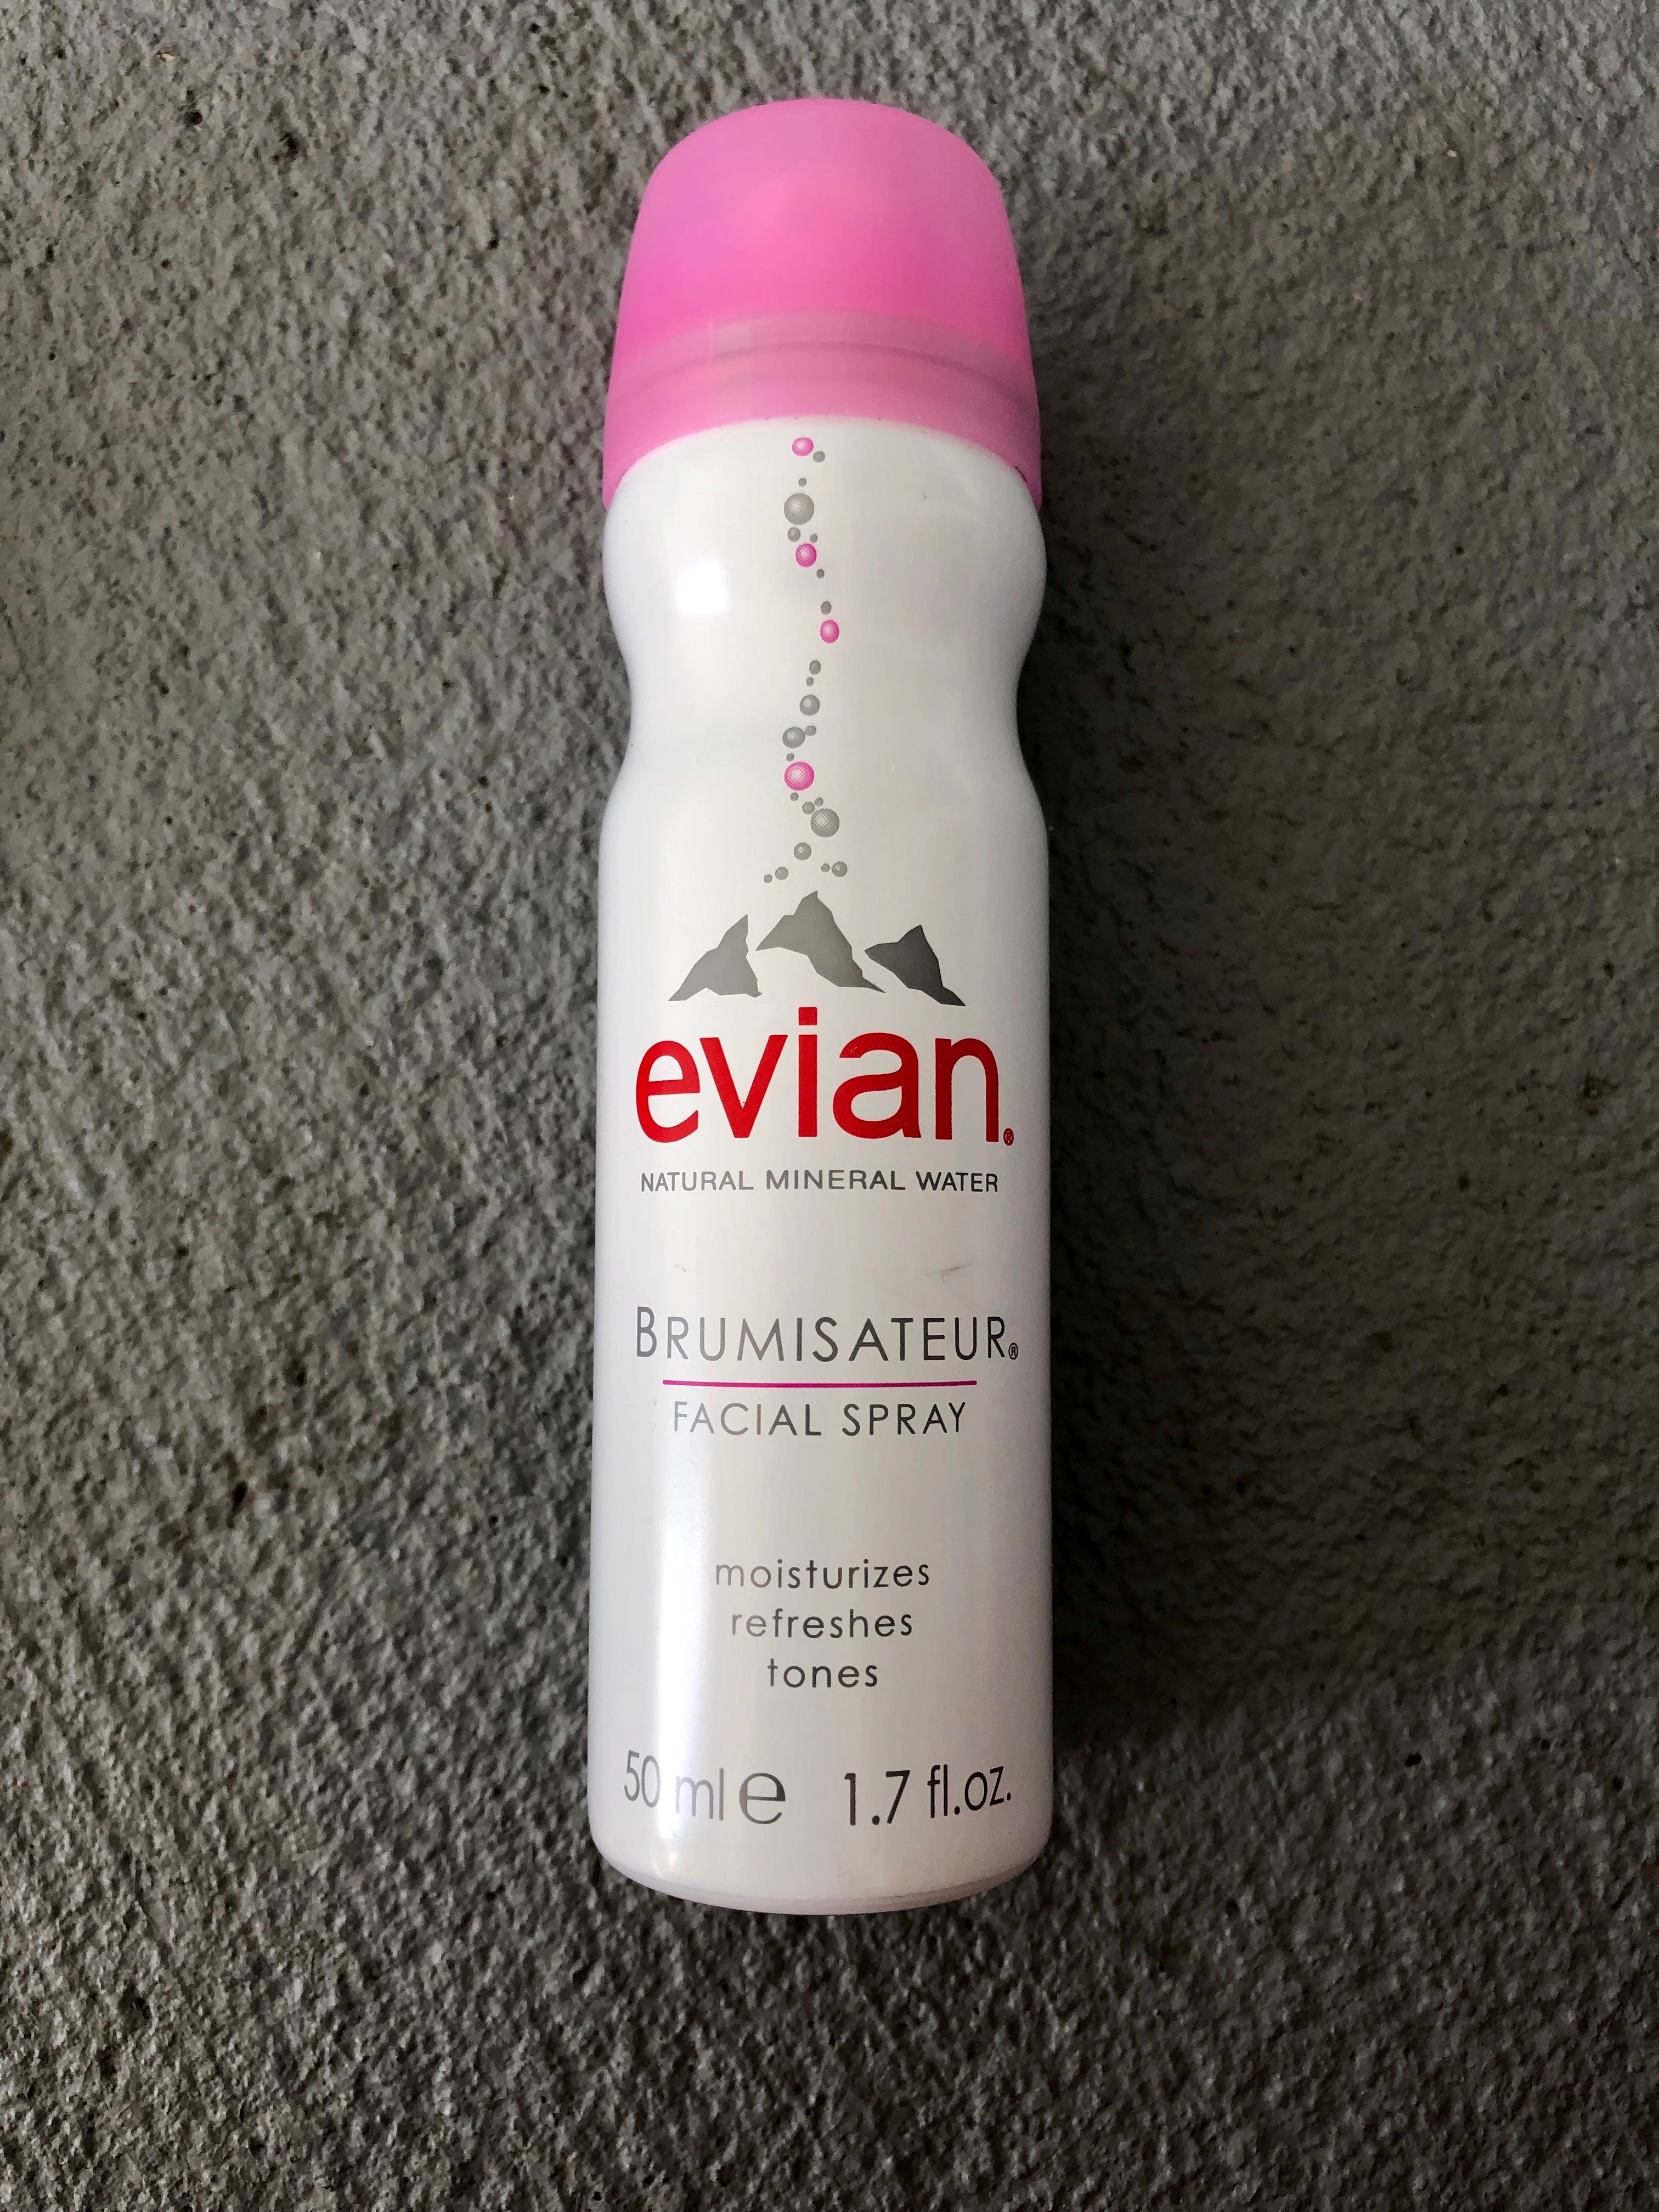 evian®
NATURAL MINERAL WATER
BRUMISATEUR®
FACIAL SPRAY
moisturizes
refreshes
tones
50 ml e 1.7 fl.oz.